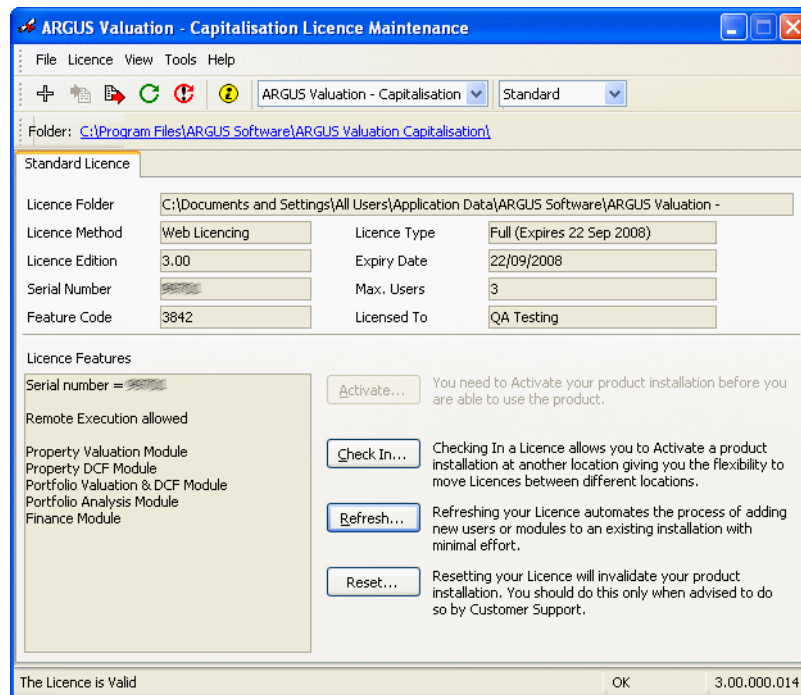 ARGUS Valuation - Capitalisation Licence Maintenance
File Licence View Tools Help
ARGUS Valuation - Capitalisation Standard
Folder: C:\Program Files\ARGUS Software\ARGUS Valuation Capitalisation\
Standard Licence
Licence Folder C:\Documents and Settings\All Users\Application Data\ARGUS Software\ARGUS Valuation -
Licence Method Web Licencing Licence Type Full (Expires 22 Sep 2008)
Licence Edition 3.00 Expiry Date 22/09/2008
Serial Number Max. Users 3
Feature Code 3842 Licensed To QA Testing
Licence Features
Serial number =
Remote Execution allowed
Property Valuation Module
Property DCF Module
Portfolio Valuation & DCF Module
Portfolio Analysis Module
Finance Module
Activate... You need to Activate your product installation before you
are able to use the product.
Check In... Checking In a Licence allows you to Activate a product
installation at another location giving you the flexibility to
move Licences between different locations.
Refresh... Refreshing your Licence automates the process of adding
new users or modules to an existing installation with
minimal effort.
Reset... Resetting your Licence will invalidate your product
installation. You should do this only when advised to do
so by Customer Support.
The Licence is Valid OK 3.00.000.014